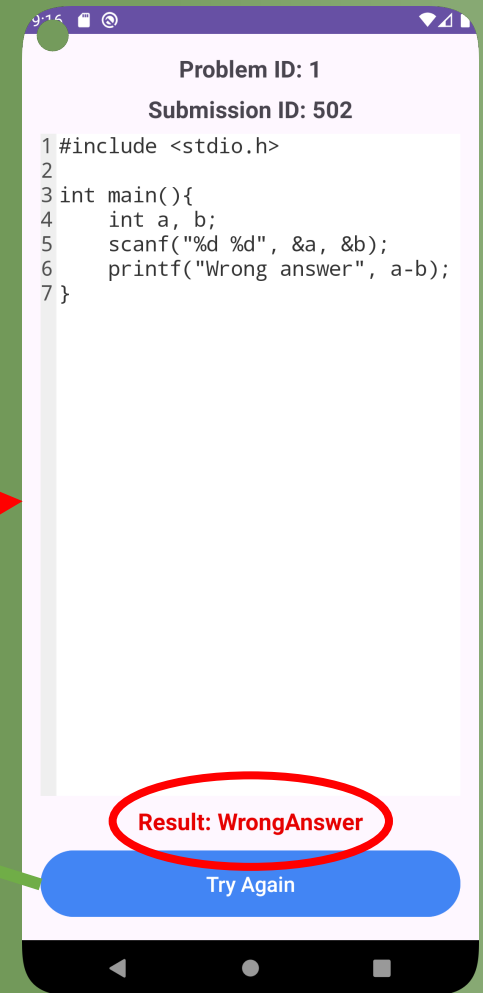 9:16
Problem ID: 1
Submission ID: 502
1 #include <stdio.h>
2
3 int main(){
4     int a, b;
5     scanf("%d %d", &a, &b);
6     printf("Wrong answer", a-b);
7 }
Result: WrongAnswer
Try Again